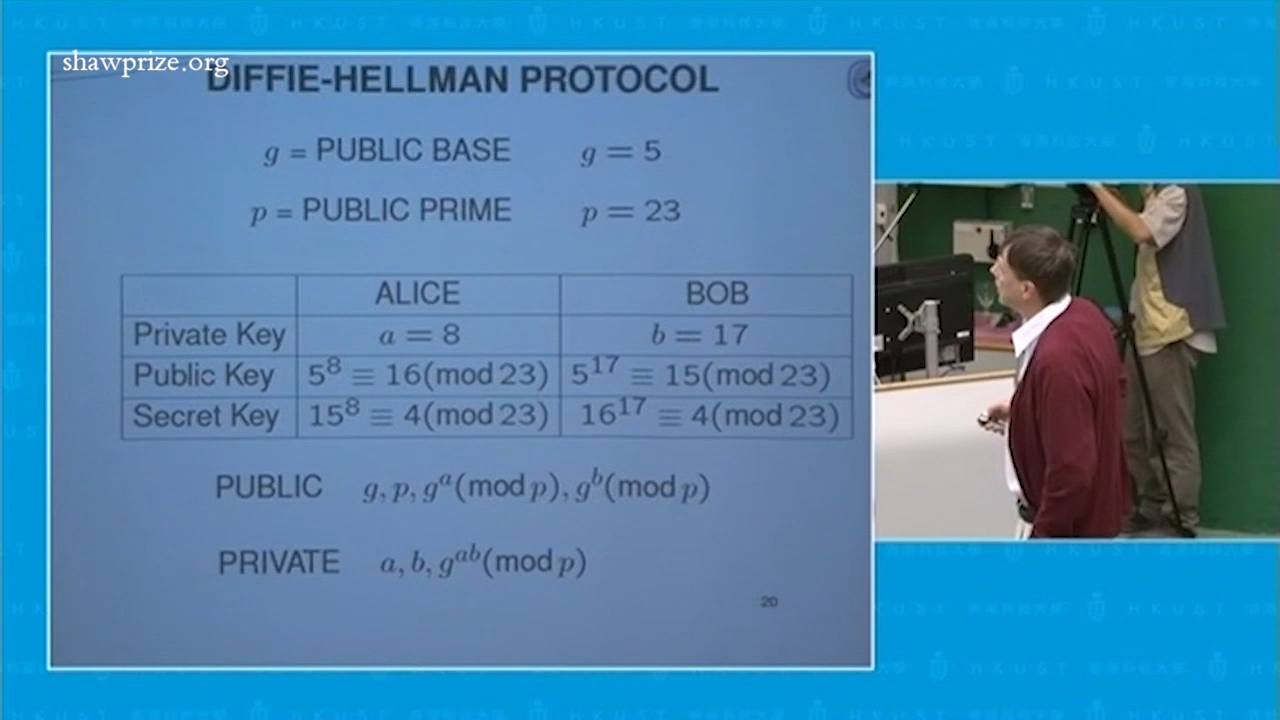 shawprize.org
DIFFIE-HELLMAN PROTOCOL
g = PUBLIC BASE g = 5
p = PUBLIC PRIME p = 23
ALICE BOB
Private Key a = 8 b = 17
Public Key 5⁸ ≡ 16(mod 23) 5¹⁷ ≡ 15(mod 23)
Secret Key 15⁸ ≡ 4(mod 23) 16¹⁷ ≡ 4(mod 23)
PUBLIC g, p, gᵃ(mod p), gᵇ(mod p)
PRIVATE a, b, gᵃᵇ(mod p)
20
HKUST